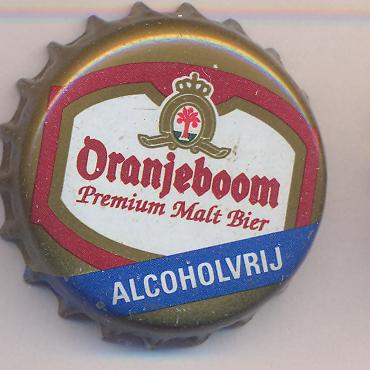 Oranjeboom
Premium Malt Bier
ALCOHOLVRIJ